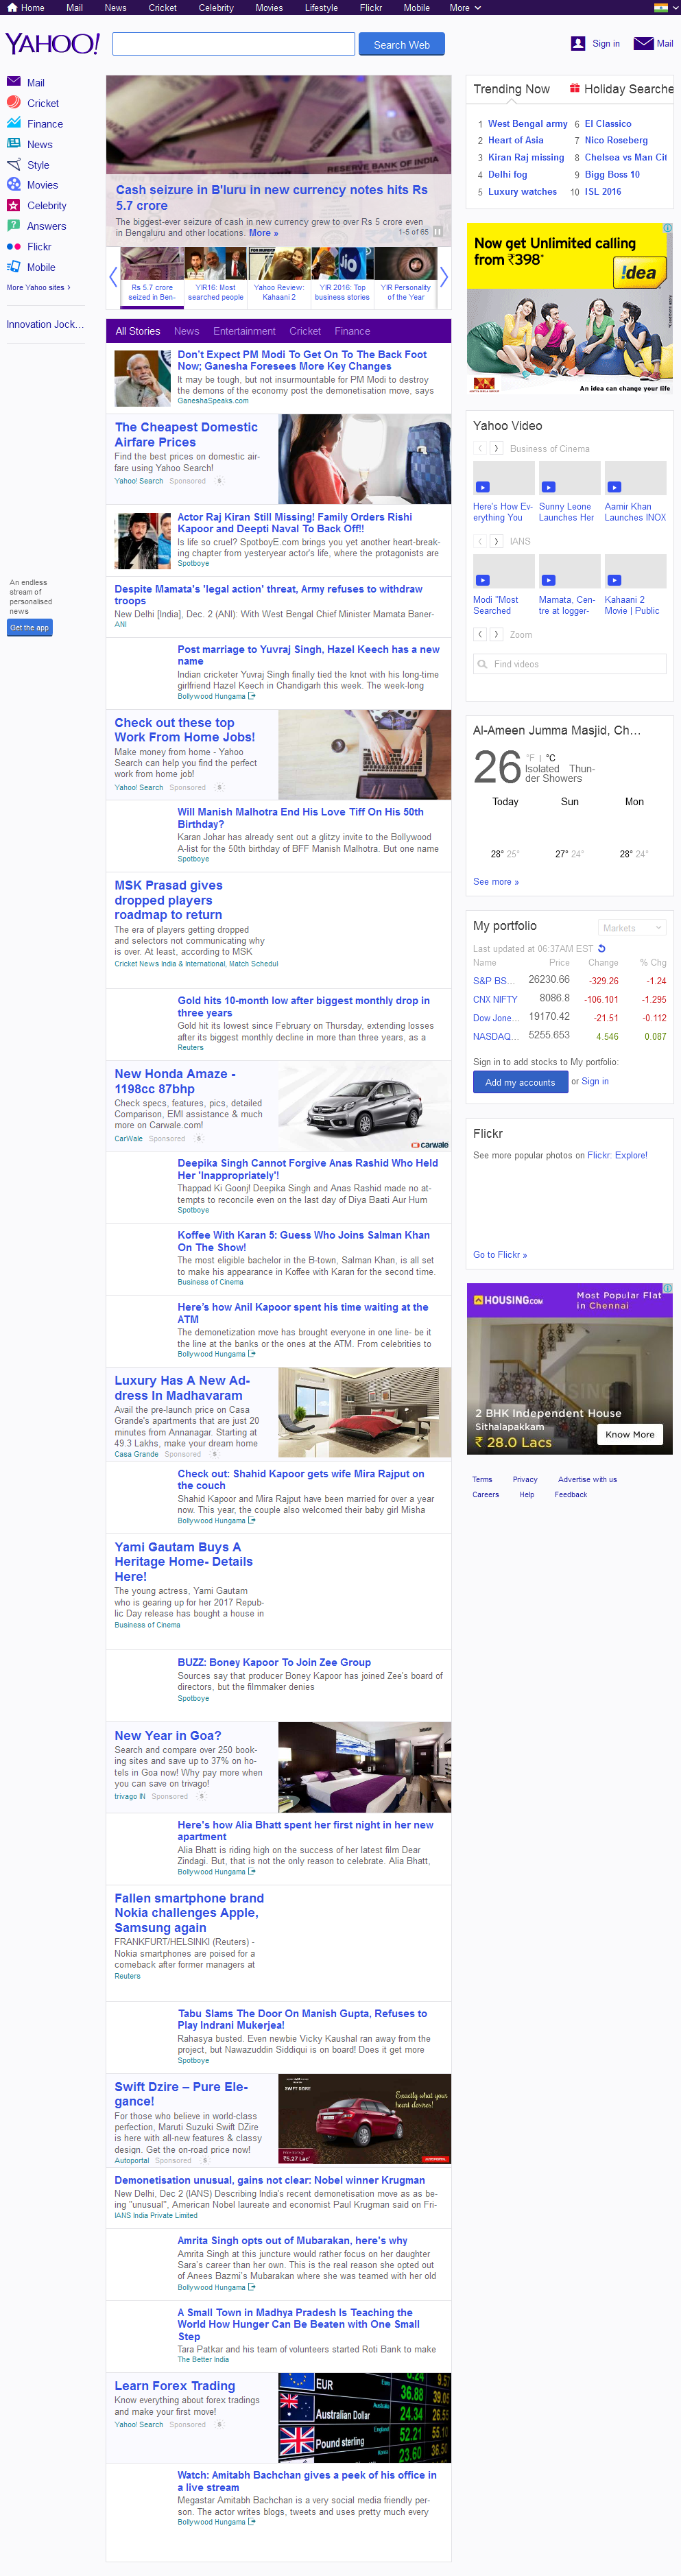 Home Mail News Cricket Celebrity Movies Lifestyle Flickr Mobile More
YAHOO!
Search Web
Sign in
Mail
Mail
Cricket
Finance
News
Style
Movies
Celebrity
Answers
Flickr
Mobile
More Yahoo sites >
Innovation Jock...
An endless
stream of
personalised
news
Get the app
RESERVE BANK OF INDIA
Cash seizure in B'luru in new currency notes hits Rs
5.7 crore
The biggest-ever seizure of cash in new currency grew to over Rs 5 crore even
in Bengaluru and other locations. More »
1-5 of 65
Rs 5.7 crore
seized in Ben-
YIR16: Most
searched people
Yahoo Review:
Kahaani 2
YIR 2016: Top
business stories
YIR Personality
of the Year
All Stories News Entertainment Cricket Finance
Don't Expect PM Modi To Get On To The Back Foot
Now; Ganesha Foresees More Key Changes
It may be tough, but not insurmountable for PM Modi to destroy
the demons of the economy post the demonetisation move, says
GaneshaSpeaks.com
The Cheapest Domestic
Airfare Prices
Find the best prices on domestic air-
fare using Yahoo Search!
Yahoo! Search Sponsored S
Actor Raj Kiran Still Missing! Family Orders Rishi
Kapoor and Deepti Naval To Back Off!!
Is life so cruel? SpotboyE.com brings you yet another heart-break-
ing chapter from yesteryear actor's life, where the protagonists are
Spotboye
Despite Mamata's 'legal action' threat, Army refuses to withdraw
troops
New Delhi [India], Dec. 2 (ANI): With West Bengal Chief Minister Mamata Baner-
ANI
Post marriage to Yuvraj Singh, Hazel Keech has a new
name
Indian cricketer Yuvraj Singh finally tied the knot with his long-time
girlfriend Hazel Keech in Chandigarh this week. The week-long
Bollywood Hungama
Check out these top
Work From Home Jobs!
Make money from home - Yahoo
Search can help you find the perfect
work from home job!
Yahoo! Search Sponsored S
Will Manish Malhotra End His Love Tiff On His 50th
Birthday?
Karan Johar has already sent out a glitzy invite to the Bollywood
A-list for the 50th birthday of BFF Manish Malhotra. But one name
Spotboye
MSK Prasad gives
dropped players
roadmap to return
The era of players getting dropped
and selectors not communicating why
is over. At least, according to MSK
Cricket News India & International, Match Schedul
Gold hits 10-month low after biggest monthly drop in
three years
Gold hit its lowest since February on Thursday, extending losses
after its biggest monthly decline in more than three years, as a
Reuters
New Honda Amaze -
1198cc 87bhp
Check specs, features, pics, detailed
Comparison, EMI assistance & much
more on Carwale.com!
CarWale Sponsored S
carwale
Deepika Singh Cannot Forgive Anas Rashid Who Held
Her 'Inappropriately'!
Thappad Ki Goonj! Deepika Singh and Anas Rashid made no at-
tempts to reconcile even on the last day of Diya Baati Aur Hum
Spotboye
Koffee With Karan 5: Guess Who Joins Salman Khan
On The Show!
The most eligible bachelor in the B-town, Salman Khan, is all set
to make his appearance in Koffee with Karan for the second time.
Business of Cinema
Here's how Anil Kapoor spent his time waiting at the
ATM
The demonetization move has brought everyone in one line- be it
the line at the banks or the ones at the ATM. From celebrities to
Bollywood Hungama
Luxury Has A New Ad-
dress In Madhavaram
Avail the pre-launch price on Casa
Grande's apartments that are just 20
minutes from Annanagar. Starting at
49.3 Lakhs, make your dream home
Casa Grande Sponsored S
Check out: Shahid Kapoor gets wife Mira Rajput on
the couch
Shahid Kapoor and Mira Rajput have been married for over a year
now. This year, the couple also welcomed their baby girl Misha
Bollywood Hungama
Yami Gautam Buys A
Heritage Home- Details
Here!
The young actress, Yami Gautam
who is gearing up for her 2017 Repub-
lic Day release has bought a house in
Business of Cinema
BUZZ: Boney Kapoor To Join Zee Group
Sources say that producer Boney Kapoor has joined Zee's board of
directors, but the filmmaker denies
Spotboye
New Year in Goa?
Search and compare over 250 book-
ing sites and save up to 37% on ho-
tels in Goa now! Why pay more when
you can save on trivago!
trivago IN Sponsored S
Here's how Alia Bhatt spent her first night in her new
apartment
Alia Bhatt is riding high on the success of her latest film Dear
Zindagi. But, that is not the only reason to celebrate. Alia Bhatt,
Bollywood Hungama
Fallen smartphone brand
Nokia challenges Apple,
Samsung again
FRANKFURT/HELSINKI (Reuters) -
Nokia smartphones are poised for a
comeback after former managers at
Reuters
Tabu Slams The Door On Manish Gupta, Refuses to
Play Indrani Mukerjea!
Rahasya busted. Even newbie Vicky Kaushal ran away from the
project, but Nawazuddin Siddiqui is on board! Does it get more
Spotboye
Swift Dzire – Pure Ele-
gance!
For those who believe in world-class
perfection, Maruti Suzuki Swift DZire
is here with all-new features & classy
design. Get the on-road price now!
Autoportal Sponsored S
SWIFT DZIRE
Exactly what your
heart desires!
₹5.27 Lac
Demonetisation unusual, gains not clear: Nobel winner Krugman
New Delhi, Dec 2 (IANS) Describing India's recent demonetisation move as as be-
ing "unusual", American Nobel laureate and economist Paul Krugman said on Fri-
IANS India Private Limited
Amrita Singh opts out of Mubarakan, here's why
Amrita Singh at this juncture would rather focus on her daughter
Sara's career than her own. This is the real reason she opted out
of Anees Bazmi's Mubarakan where she was teamed with her old
Bollywood Hungama
A Small Town in Madhya Pradesh Is Teaching the
World How Hunger Can Be Beaten with One Small
Step
Tara Patkar and his team of volunteers started Roti Bank to make
The Better India
Learn Forex Trading
Know everything about forex tradings
and make your first move!
Yahoo! Search Sponsored S
EUR
Australian Dollar
Pound sterling
36.88 39.05
24.34 26.55
52.21 55.10
23.60 36.50
Watch: Amitabh Bachchan gives a peek of his office in
a live stream
Megastar Amitabh Bachchan is a very social media friendly per-
son. The actor writes blogs, tweets and uses pretty much every
Bollywood Hungama
Trending Now Holiday Searche
1 West Bengal army
2 Heart of Asia
3 Kiran Raj missing
4 Delhi fog
5 Luxury watches
6 El Classico
7 Nico Roseberg
8 Chelsea vs Man Cit
9 Bigg Boss 10
10 ISL 2016
Now get Unlimited calling
from ₹398*
!dea
An idea can change your life
Yahoo Video
Business of Cinema
Here's How Ev-
erything You
Sunny Leone
Launches Her
Aamir Khan
Launches INOX
IANS
Modi "Most
Searched
Mamata, Cen-
tre at logger-
Kahaani 2
Movie | Public
Zoom
Find videos
Al-Ameen Jumma Masjid, Ch...
26 °F | °C
Isolated Thun-
der Showers
Today Sun Mon
28° 25° 27° 24° 28° 24°
See more »
My portfolio
Markets
Last updated at 06:37AM EST
Name Price Change % Chg
S&P BS... 26230.66 -329.26 -1.24
CNX NIFTY 8086.8 -106.101 -1.295
Dow Jone... 19170.42 -21.51 -0.112
NASDAQ... 5255.653 4.546 0.087
Sign in to add stocks to My portfolio:
Add my accounts or Sign in
Flickr
See more popular photos on Flickr: Explore!
Go to Flickr »
HOUSING.COM
Most Popular Flat
in Chennai
2 BHK Independent House
Sithalapakkam
₹ 28.0 Lacs
Know More
Terms Privacy Advertise with us
Careers Help Feedback